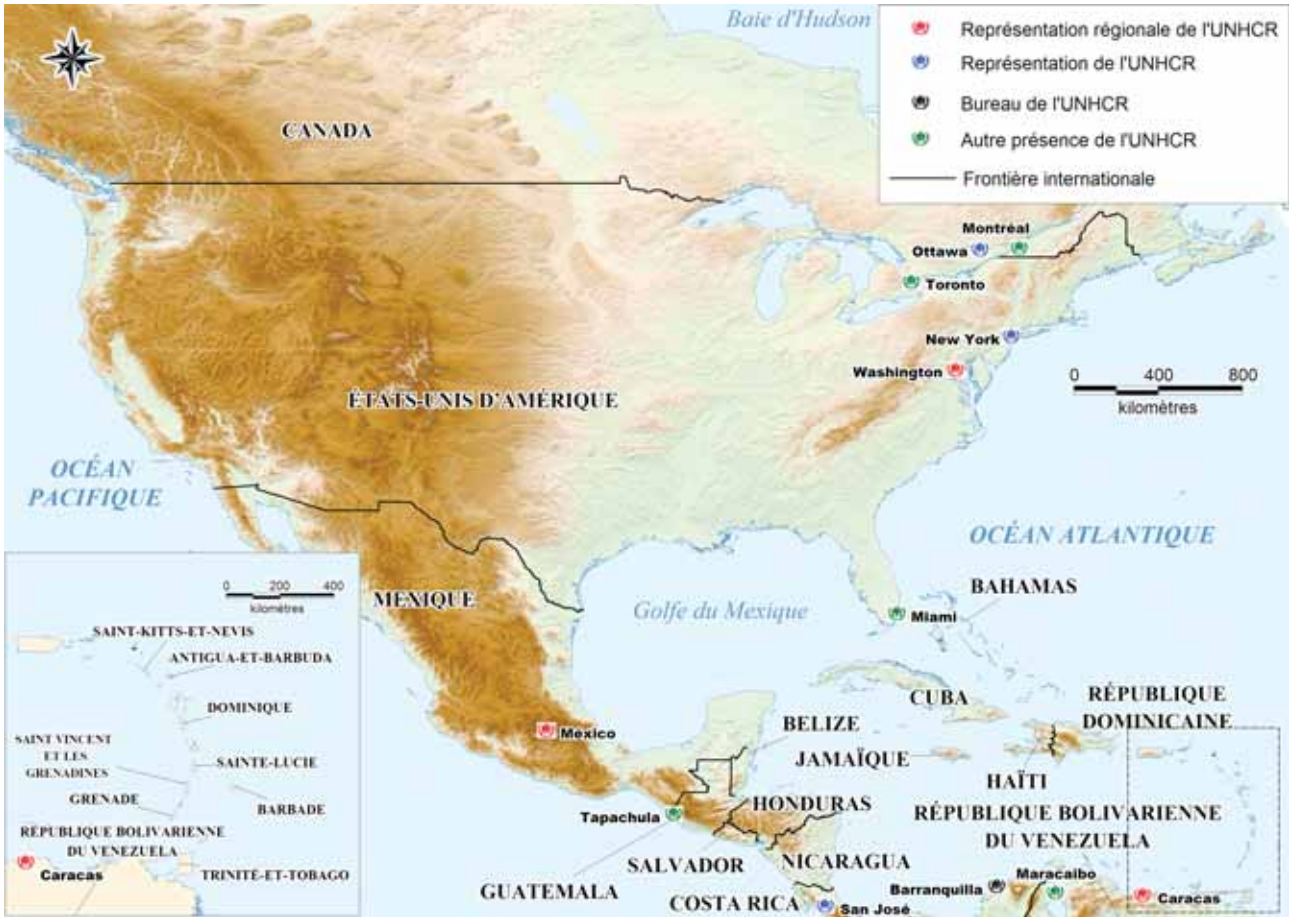 Baie d'Hudson
Représentation régionale de l'UNHCR
Représentation de l'UNHCR
Bureau de l'UNHCR
Autre présence de l'UNHCR
Frontière internationale
CANADA
Montréal
Ottawa
Toronto
New York
Washington
0 400 800
kilomètres
ÉTATS-UNIS D'AMÉRIQUE
OCÉAN
PACIFIQUE
OCÉAN ATLANTIQUE
BAHAMAS
Miami
Golfe du Mexique
MEXIQUE
México
CUBA
RÉPUBLIQUE
DOMINICAINE
BELIZE
JAMAÏQUE
HAÏTI
HONDURAS
Tapachula
RÉPUBLIQUE BOLIVARIENNE
DU VENEZUELA
SALVADOR
NICARAGUA
GUATEMALA
COSTA RICA
San José
Barranquilla
Maracaibo
Caracas
0 200 400
kilomètres
SAINT-KITTS-ET-NEVIS
ANTIGUA-ET-BARBUDA
DOMINIQUE
SAINT VINCENT
ET LES
GRENADINES
SAINTE-LUCIE
GRENADE
BARBADE
RÉPUBLIQUE BOLIVARIENNE
DU VENEZUELA
Caracas
TRINITÉ-ET-TOBAGO